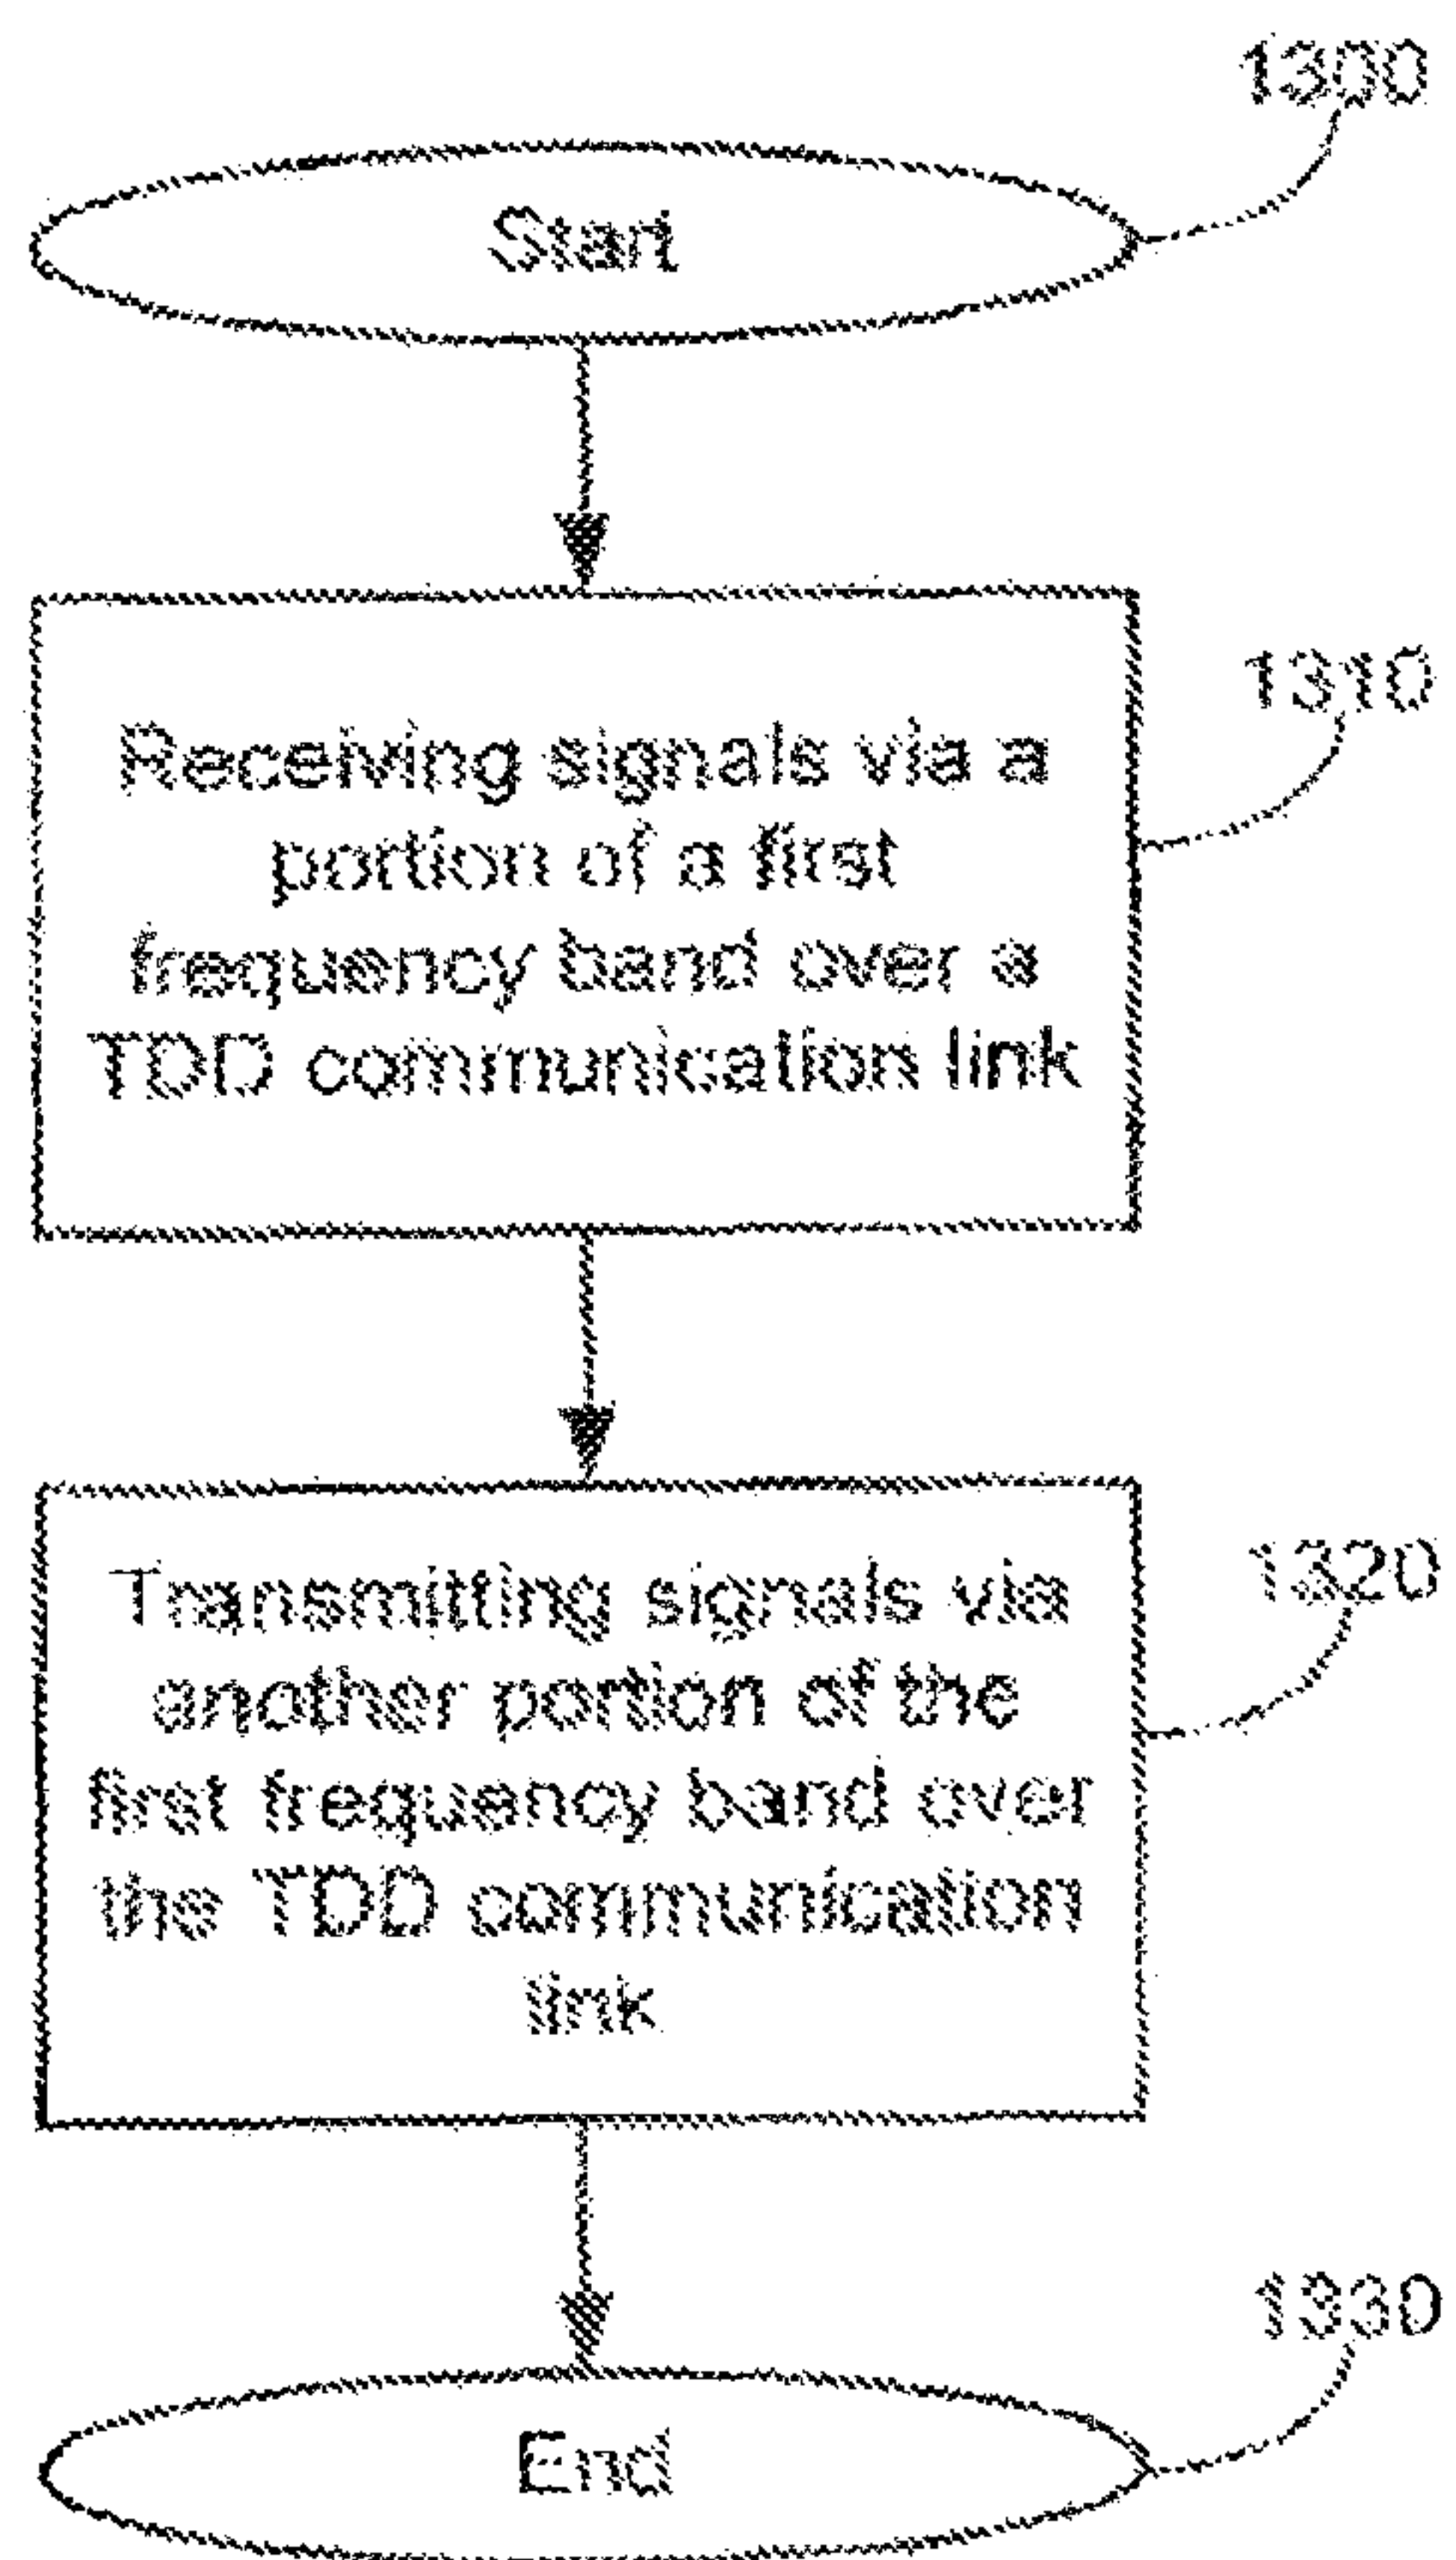 1300
Start
1310
Receiving signals via a
portion of a first
frequency band over a
TDD communication link
1320
Transmitting signals via
another portion of the
first frequency band over
the TDD communication
link
1330
End